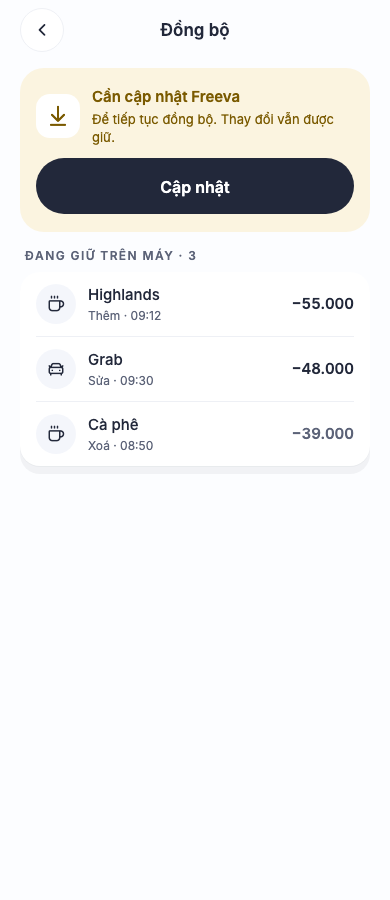 Đồng bộ
Cần cập nhật Freeva
Để tiếp tục đồng bộ. Thay đổi vẫn được
giữ.
Cập nhật
ĐANG GIỮ TRÊN MÁY · 3
Highlands
−55.000
Thêm · 09:12
Grab
−48.000
Sửa · 09:30
Cà phê
−39.000
Xoá · 08:50